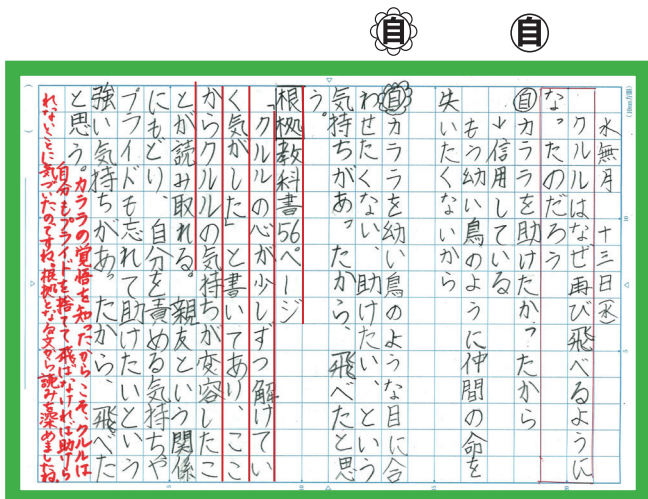 自
自
水無月 十三日(水)
クルルはなぜ再び飛べるように
なったのだろう
自カララを助けたかったから
↓信用している
もう幼い鳥のように仲間の命を
失いたくないから
自カララを幼い鳥のような目に合
わせたくない、助けたい、という
気持ちがあったから、飛べたと思
う。
根拠教科書56ページ
「クルルの心が少しずつ解けてい
く気がした」と書いてあり、ここ
からクルルの気持ちが変容したこ
とが読み取れる。親友という関係
にもどり、自分を責める気持ちや
プライドも忘れて助けたいという
強い気持ちがあったから、飛べた
と思う。
カララの覚悟を知ったからこそ、クルルは
自分もプライドを捨てて飛ばなければ助けら
れないことに気づいたのですね。根拠となる文から読みを深めましたね。